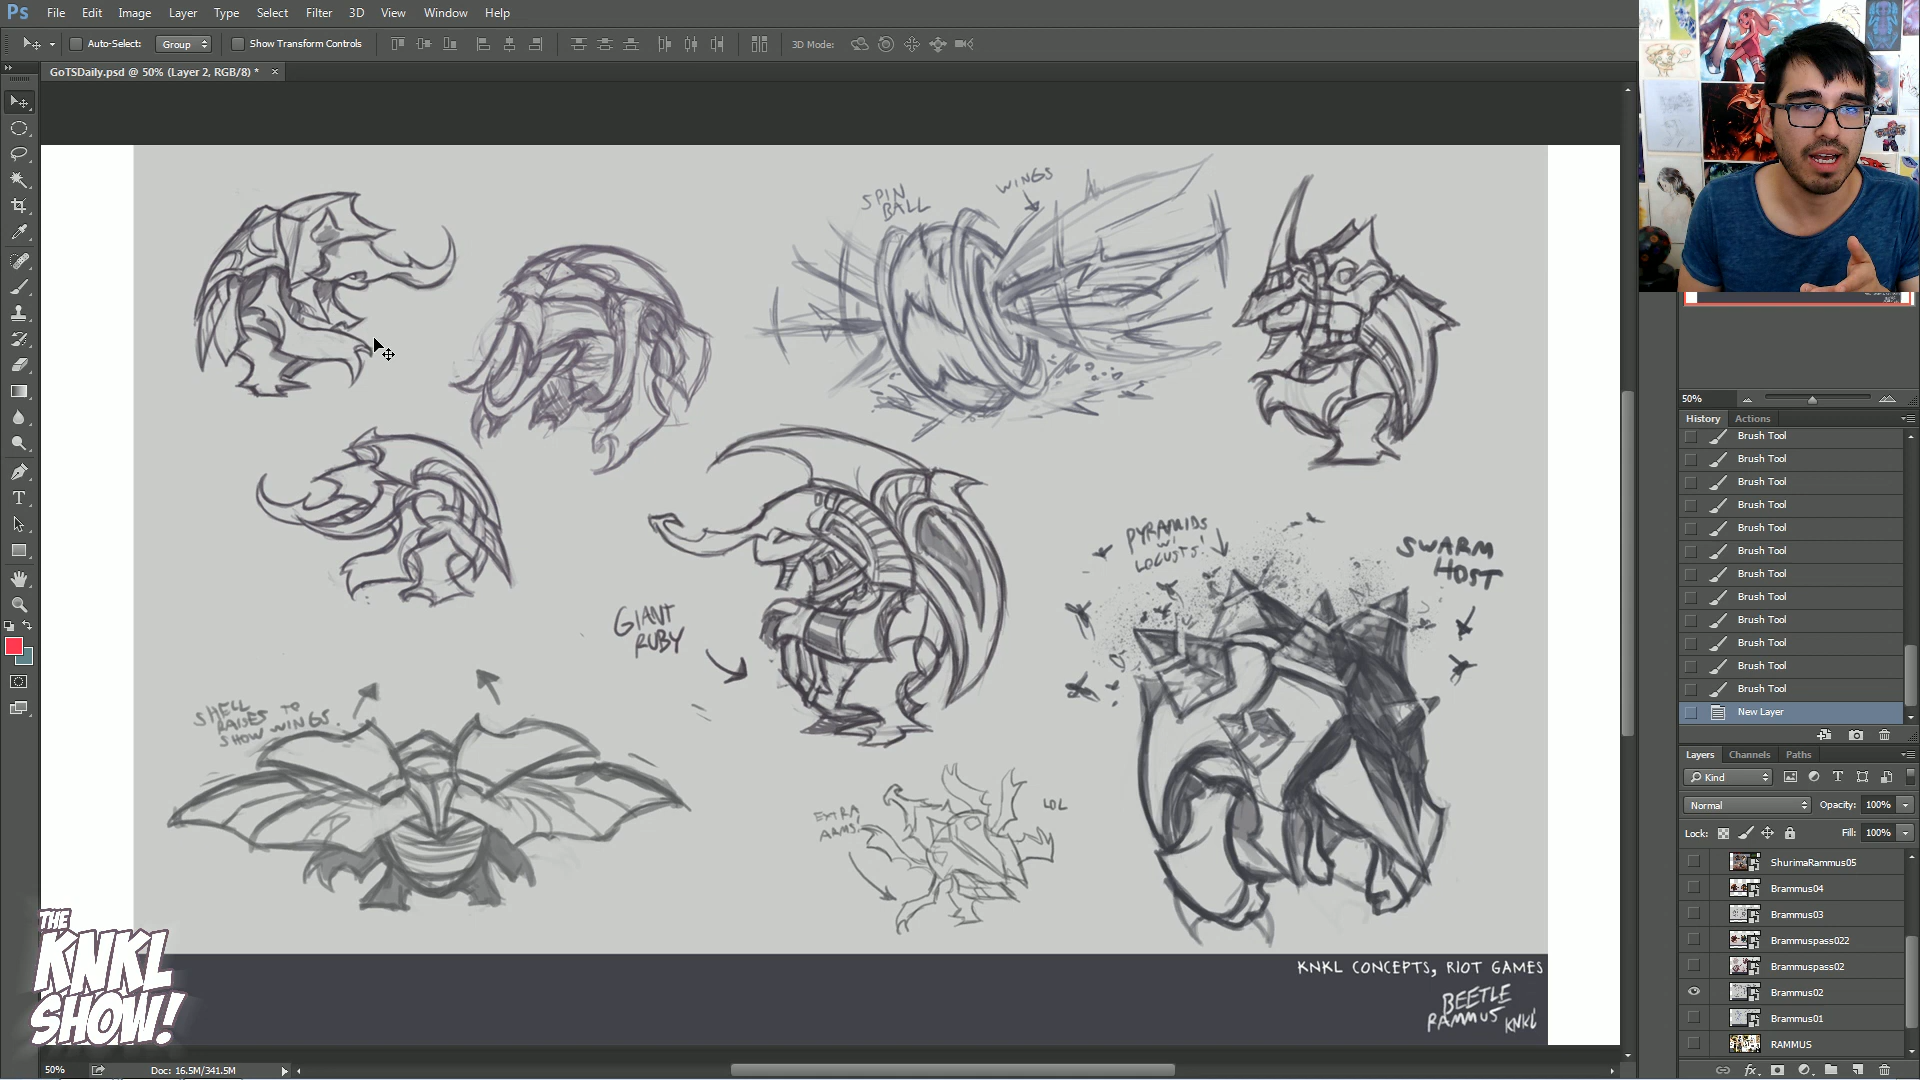 Ps File Edit Image Layer Type Select Filter 3D View Window Help
Auto-Select: Group Show Transform Controls 3D Mode:
GoTSDaily.psd @ 50% (Layer 2, RGB/8) * ×
SPIN
BALL
WINGS
PYRAMIDS
W/
LOCUSTS!
SWARM
HOST
GIANT
RUBY
SHELL
RAISES TO
SHOW WINGS.
EXTRA
ARMS!
LOL
KNKL CONCEPTS, RIOT GAMES
BEETLE
RAMMUS KNKL
THE
KNKL
SHOW!
50% Doc: 16.5M/341.5M
50%
History Actions
Brush Tool
Brush Tool
Brush Tool
Brush Tool
Brush Tool
Brush Tool
Brush Tool
Brush Tool
Brush Tool
Brush Tool
Brush Tool
Brush Tool
New Layer
Layers Channels Paths
Kind
Normal Opacity: 100%
Lock: Fill: 100%
ShurimaRammus05
Brammus04
Brammus03
Brammuspass022
Brammuspass02
Brammus02
Brammus01
RAMMUS